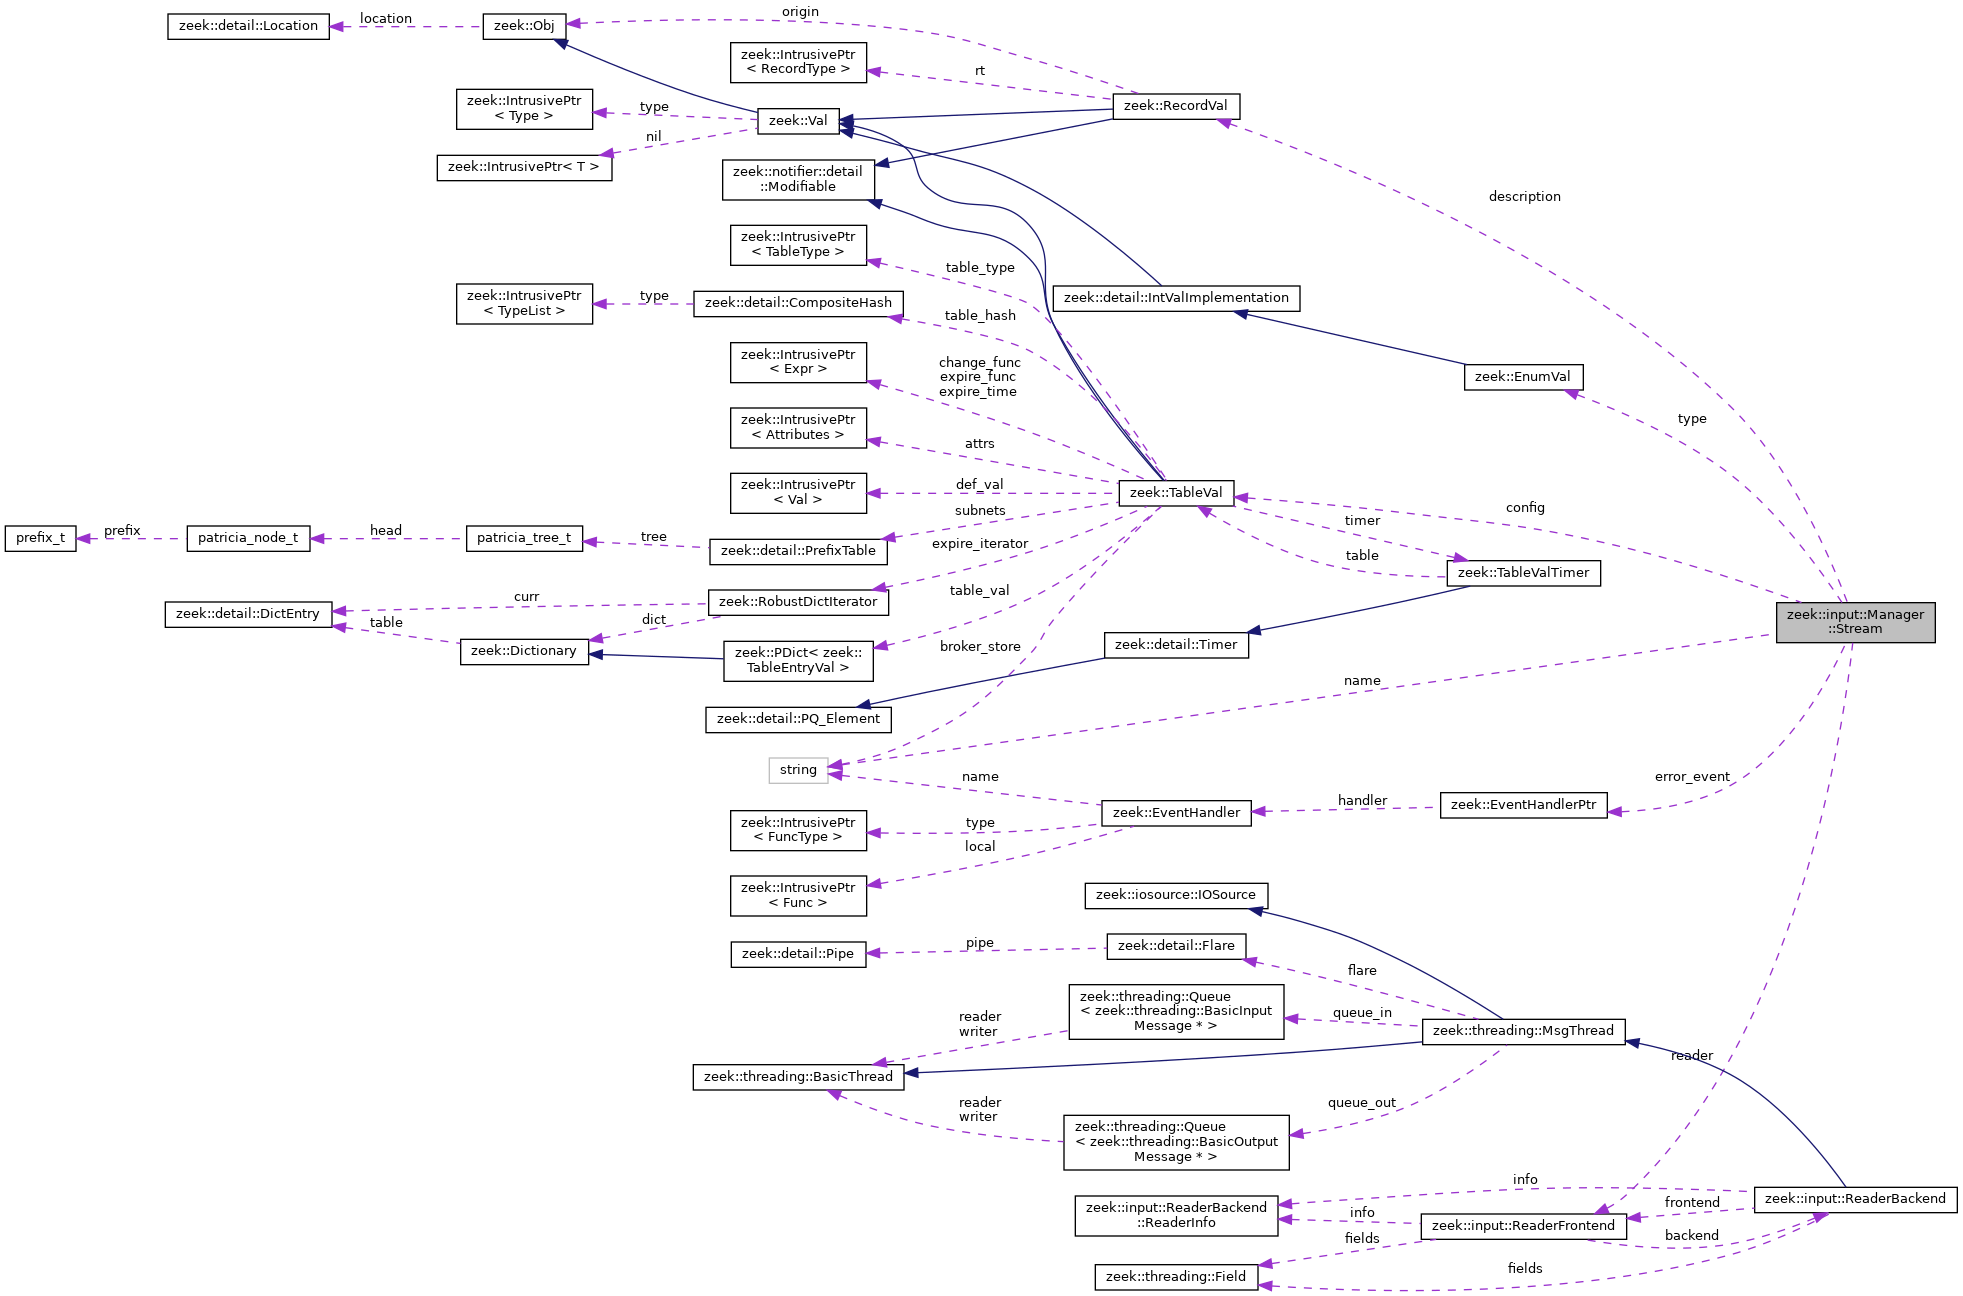 origin
location
zeek::detail::Location
zeek::Obj
zeek::IntrusivePtr
< RecordType >
rt
zeek::IntrusivePtr
< Type >
type
zeek::Val
zeek::RecordVal
nil
zeek::IntrusivePtr< T >
zeek::notifier::detail
::Modifiable
description
zeek::IntrusivePtr
< TableType >
table_type
zeek::IntrusivePtr
< TypeList >
type
zeek::detail::CompositeHash
table_hash
zeek::detail::IntValImplementation
zeek::IntrusivePtr
< Expr >
change_func
expire_func
expire_time
zeek::EnumVal
type
zeek::IntrusivePtr
< Attributes >
attrs
zeek::IntrusivePtr
< Val >
def_val
zeek::TableVal
config
subnets
timer
prefix_t
prefix
patricia_node_t
head
patricia_tree_t
tree
zeek::detail::PrefixTable
expire_iterator
table
zeek::TableValTimer
zeek::detail::DictEntry
curr
table
zeek::RobustDictIterator
dict
table_val
zeek::input::Manager
::Stream
zeek::Dictionary
zeek::PDict< zeek::
TableEntryVal >
broker_store
zeek::detail::Timer
name
zeek::detail::PQ_Element
string
name
error_event
zeek::EventHandler
handler
zeek::EventHandlerPtr
zeek::IntrusivePtr
< FuncType >
type
local
zeek::IntrusivePtr
< Func >
zeek::iosource::IOSource
zeek::detail::Pipe
pipe
zeek::detail::Flare
flare
zeek::threading::Queue
< zeek::threading::BasicInput
Message * >
queue_in
reader
writer
zeek::threading::MsgThread
reader
zeek::threading::BasicThread
reader
writer
queue_out
zeek::threading::Queue
< zeek::threading::BasicOutput
Message * >
info
zeek::input::ReaderBackend
zeek::input::ReaderBackend
::ReaderInfo
info
frontend
zeek::input::ReaderFrontend
fields
backend
zeek::threading::Field
fields